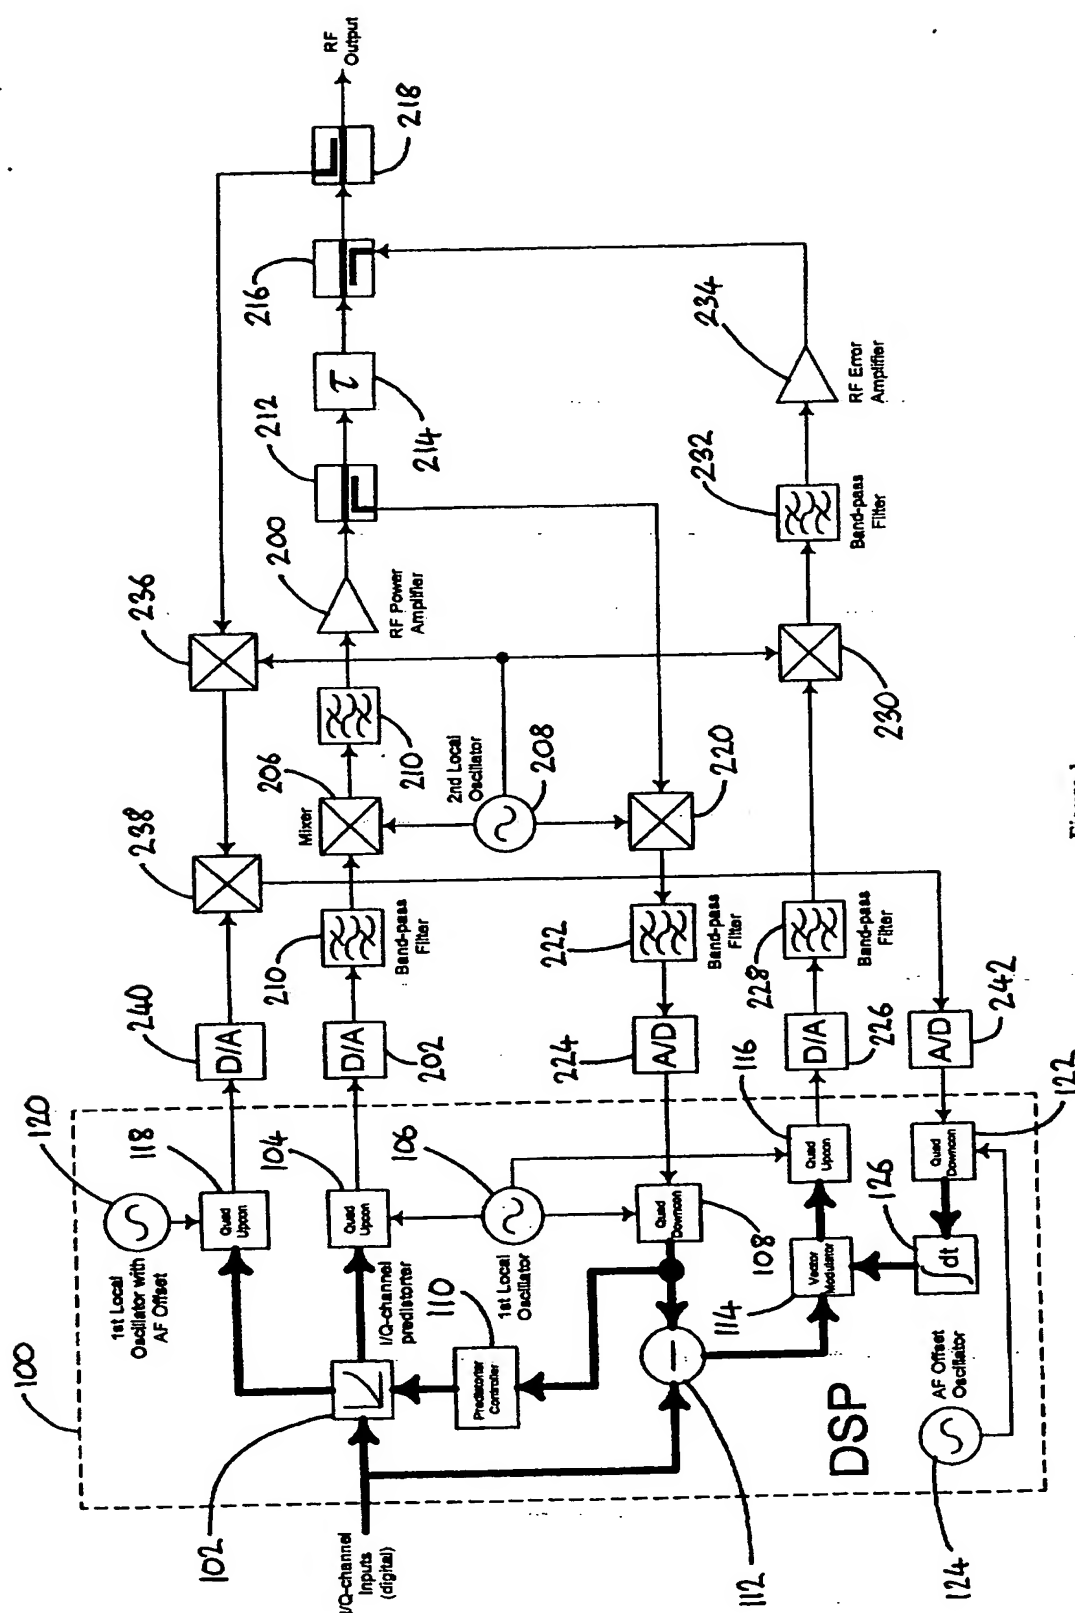 100
120
1st Local
Oscillator with
AF Offset
118
Quad
Upcon
240
D/A
238
236
102
I/Q-channel
Inputs
(digital)
I/Q-channel
predistorter
104
Quad
Upcon
202
D/A
210
Band-pass
Filter
206
Mixer
210
200
RF Power
Amplifier
212
τ
214
216
218
RF
Output
110
Predistorter
Controller
106
1st Local
Oscillator
2nd Local
Oscillator
208
112
108
Quad
Downcon
224
A/D
222
Band-pass
Filter
220
DSP
114
Vector
Modulator
116
Quad
Upcon
D/A
226
228
Band-pass
Filter
230
232
Band-pass
Filter
234
RF Error
Amplifier
124
AF Offset
Oscillator
126
∫dt
Quad
Downcon
122
A/D
242